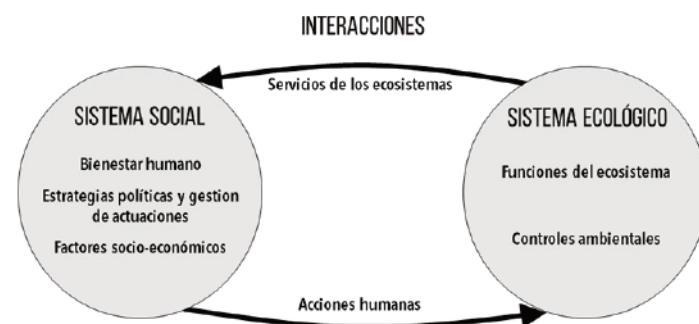 INTERACCIONES
Servicios de los ecosistemas
SISTEMA SOCIAL
Bienestar humano
Estrategias políticas y gestion
de actuaciones
Factores socio-económicos
SISTEMA ECOLÓGICO
Funciones del ecosistema
Controles ambientales
Acciones humanas